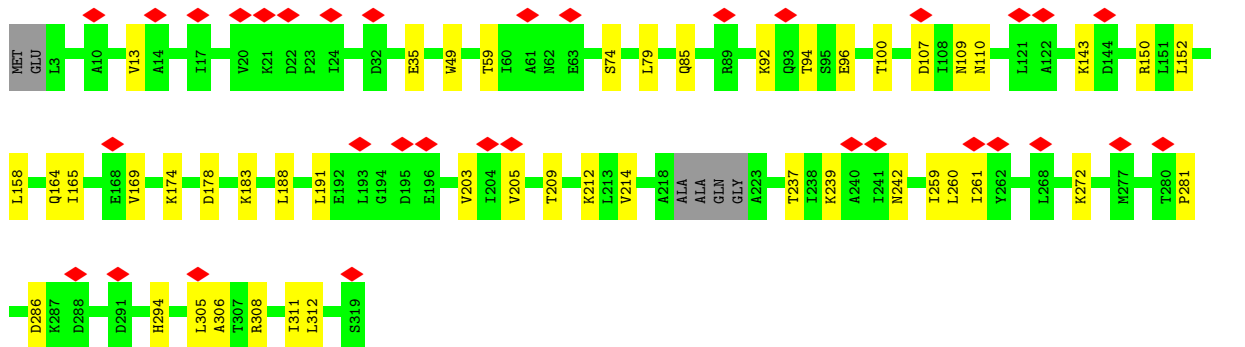 MET GLU L3 A10 V13 A14 I17 V20 K21 D22 P23 I24 D32 E35 W49 T59 I60 A61 N62 E63 S74 L79 Q85 R89 K92 Q93 T94 S95 E96 T100 D107 I108 N109 N110 L121 A122 K143 D144 R150 L151 L152
L158 Q164 I165 E168 V169 K174 D178 K183 L188 L191 E192 L193 G194 D195 E196 V203 I204 V205 T209 K212 L213 V214 A218 ALA ALA GLN GLY A223 T237 I238 K239 A240 I241 N242 I259 L260 I261 Y262 L268 K272 M277 T280 P281
D286 K287 D288 D291 H294 L305 A306 T307 R308 I311 L312 S319